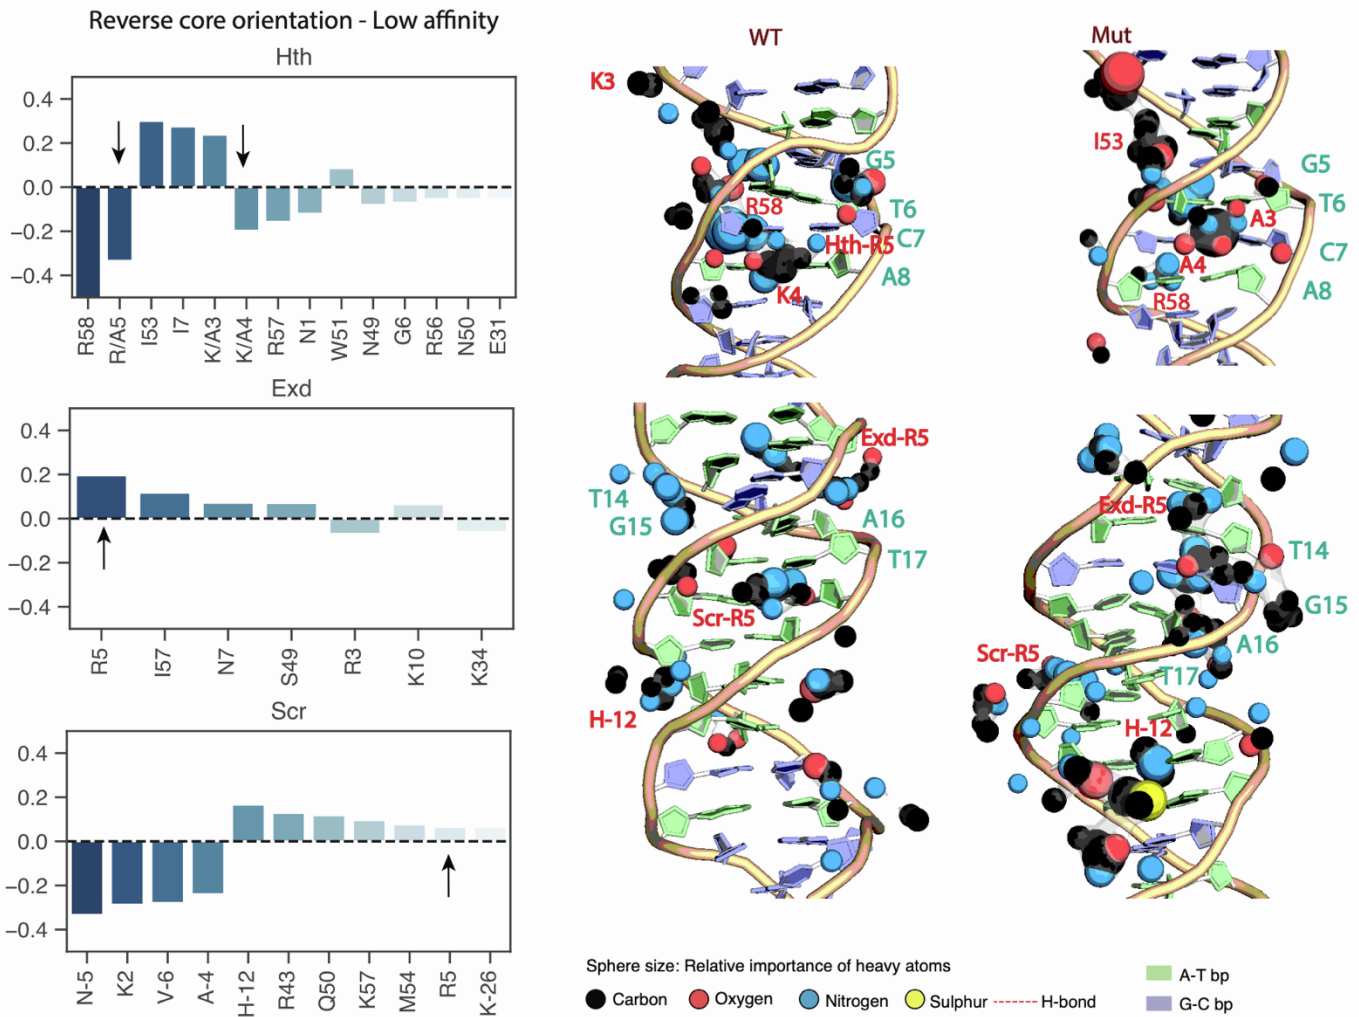 Reverse core orientation - Low affinity
Hth
0.4
0.2
0.0
−0.2
−0.4
R58
R/A5
I53
I7
K/A3
K/A4
R57
N1
W51
N49
G6
R56
N50
E31
Exd
0.4
0.2
0.0
−0.2
−0.4
R5
I57
N7
S49
R3
K10
K34
Scr
0.4
0.2
0.0
−0.2
−0.4
N-5
K2
V-6
A-4
H-12
R43
Q50
K57
M54
R5
K-26
WT
K3
G5
R58
T6
Hth-R5
C7
A8
K4
Mut
I53
G5
A3
T6
A4
C7
R58
A8
Exd-R5
T14
G15
A16
T17
Scr-R5
H-12
Exd-R5
T14
G15
A16
Scr-R5
T17
H-12
Sphere size: Relative importance of heavy atoms
Carbon Oxygen Nitrogen Sulphur H-bond
A-T bp
G-C bp